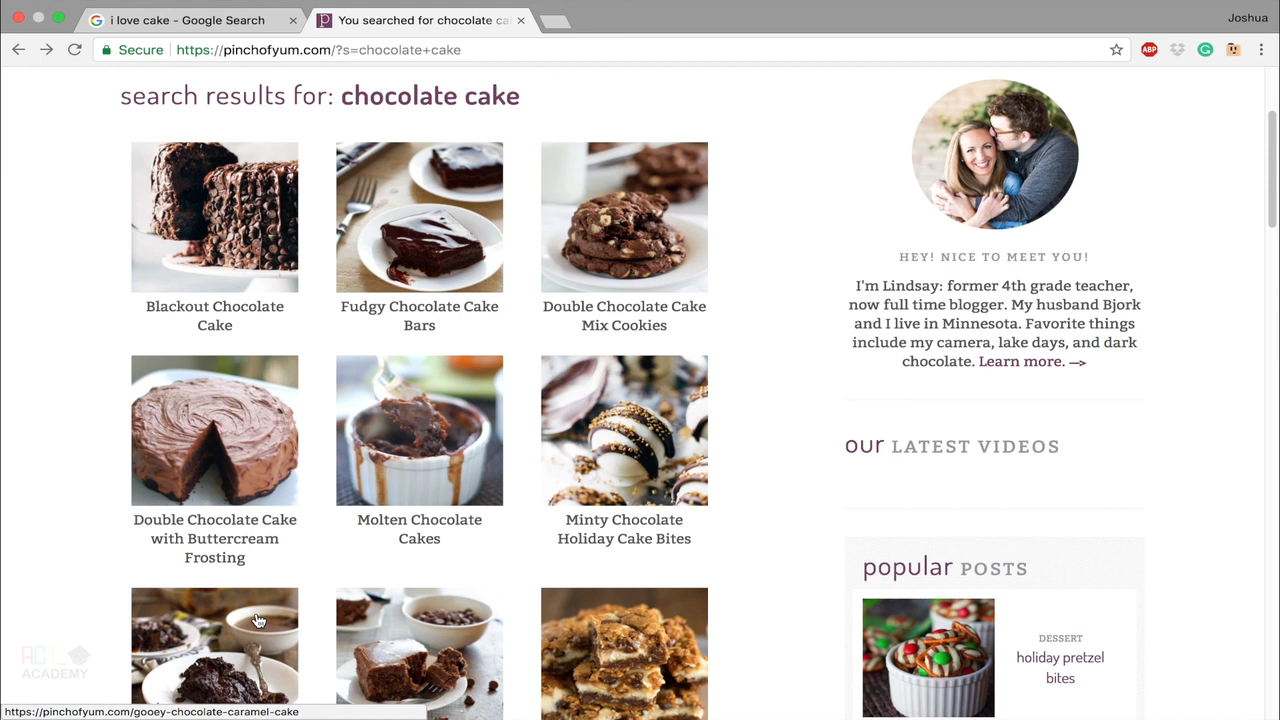 i love cake - Google Search
You searched for chocolate ca
Joshua
Secure
https://pinchofyum.com/?s=chocolate+cake
ABP
search results for: chocolate cake
Blackout Chocolate
Cake
Fudgy Chocolate Cake
Bars
Double Chocolate Cake
Mix Cookies
Double Chocolate Cake
with Buttercream
Frosting
Molten Chocolate
Cakes
Minty Chocolate
Holiday Cake Bites
HEY! NICE TO MEET YOU!
I'm Lindsay: former 4th grade teacher,
now full time blogger. My husband Bjork
and I live in Minnesota. Favorite things
include my camera, lake days, and dark
chocolate. Learn more. —>
our LATEST VIDEOS
popular POSTS
DESSERT
holiday pretzel
bites
ACADEMY
https://pinchofyum.com/gooey-chocolate-caramel-cake